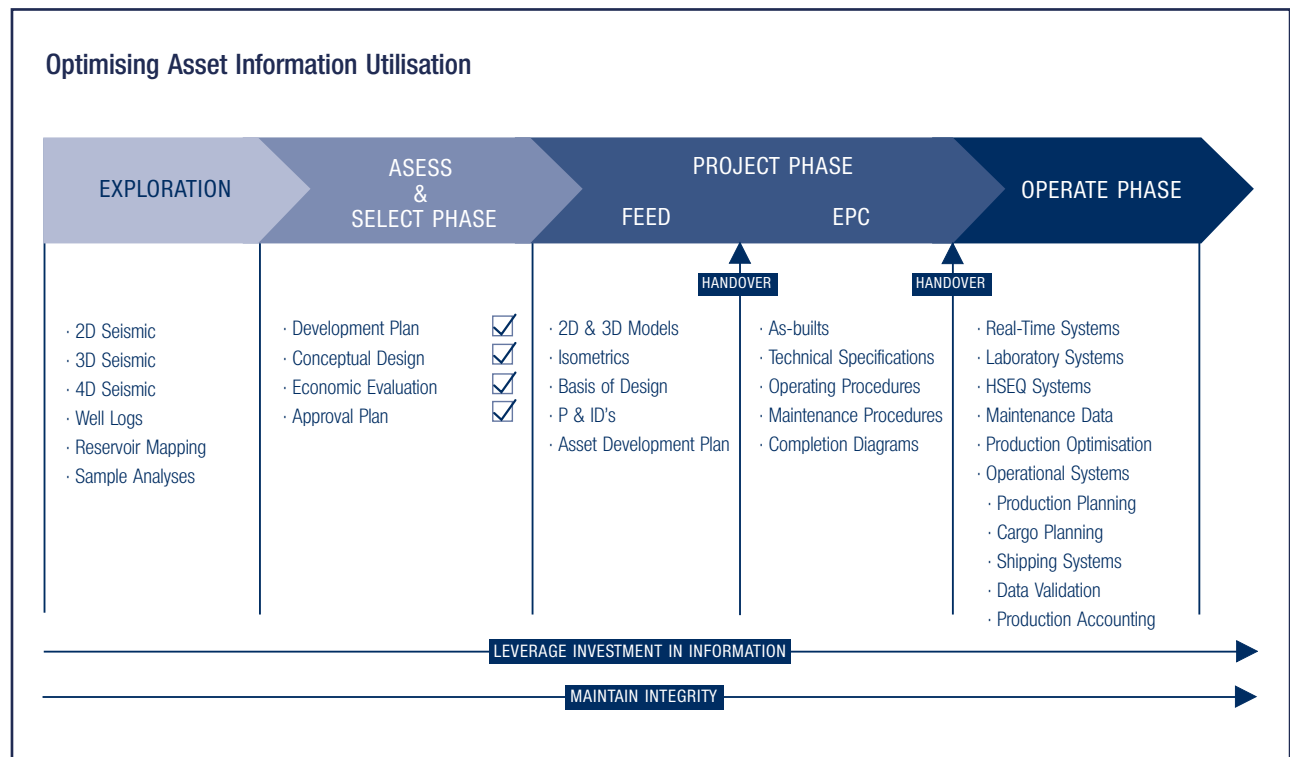 Optimising Asset Information Utilisation
EXPLORATION
ASESS
&
SELECT PHASE
PROJECT PHASE
FEED
EPC
OPERATE PHASE
HANDOVER
HANDOVER
· 2D Seismic
· 3D Seismic
· 4D Seismic
· Well Logs
· Reservoir Mapping
· Sample Analyses
· Development Plan
· Conceptual Design
· Economic Evaluation
· Approval Plan
· 2D & 3D Models
· Isometrics
· Basis of Design
· P & ID's
· Asset Development Plan
· As-builts
· Technical Specifications
· Operating Procedures
· Maintenance Procedures
· Completion Diagrams
· Real-Time Systems
· Laboratory Systems
· HSEQ Systems
· Maintenance Data
· Production Optimisation
· Operational Systems
· Production Planning
· Cargo Planning
· Shipping Systems
· Data Validation
· Production Accounting
LEVERAGE INVESTMENT IN INFORMATION
MAINTAIN INTEGRITY